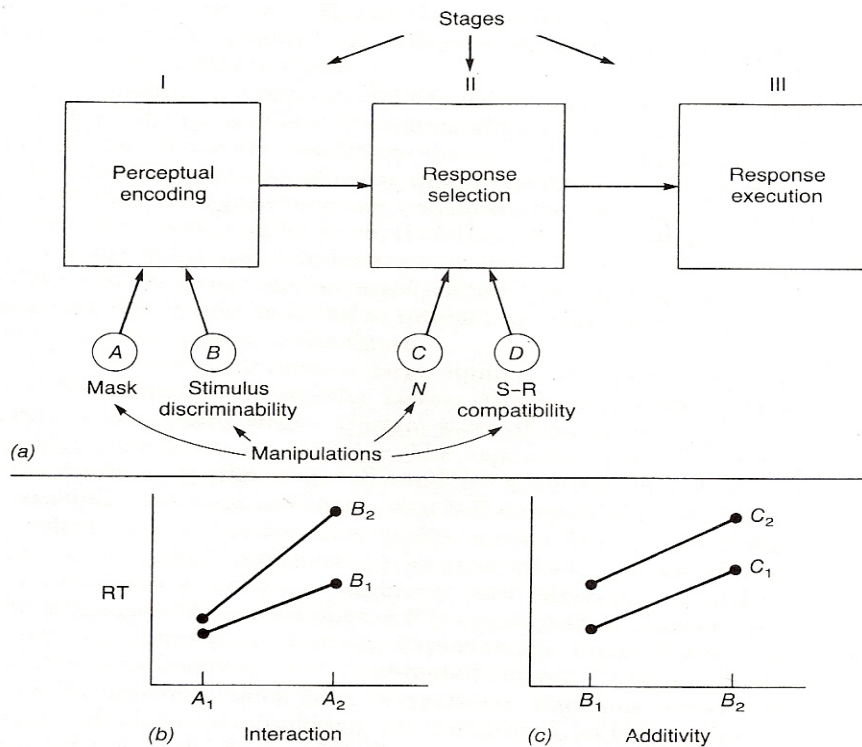 Stages
I II III
Perceptual
encoding
Response
selection
Response
execution
A B C D
Mask
Stimulus
discriminability
N
S–R
compatibility
Manipulations
(a)
RT
B2
B1
A1 A2
(b) Interaction
C2
C1
B1 B2
(c) Additivity